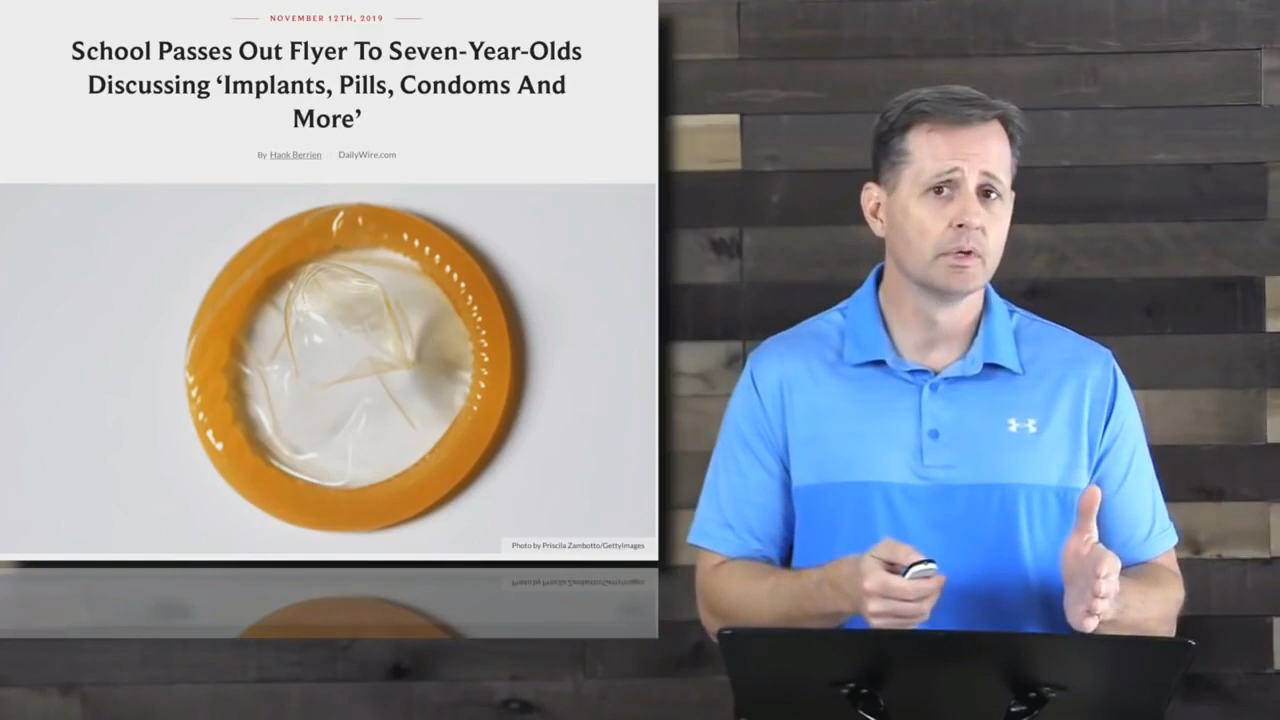 NOVEMBER 12TH, 2019
School Passes Out Flyer To Seven-Year-Olds
Discussing ‘Implants, Pills, Condoms And
More’
By Hank Berrien DailyWire.com
Photo by Priscila Zambotto/GettyImages